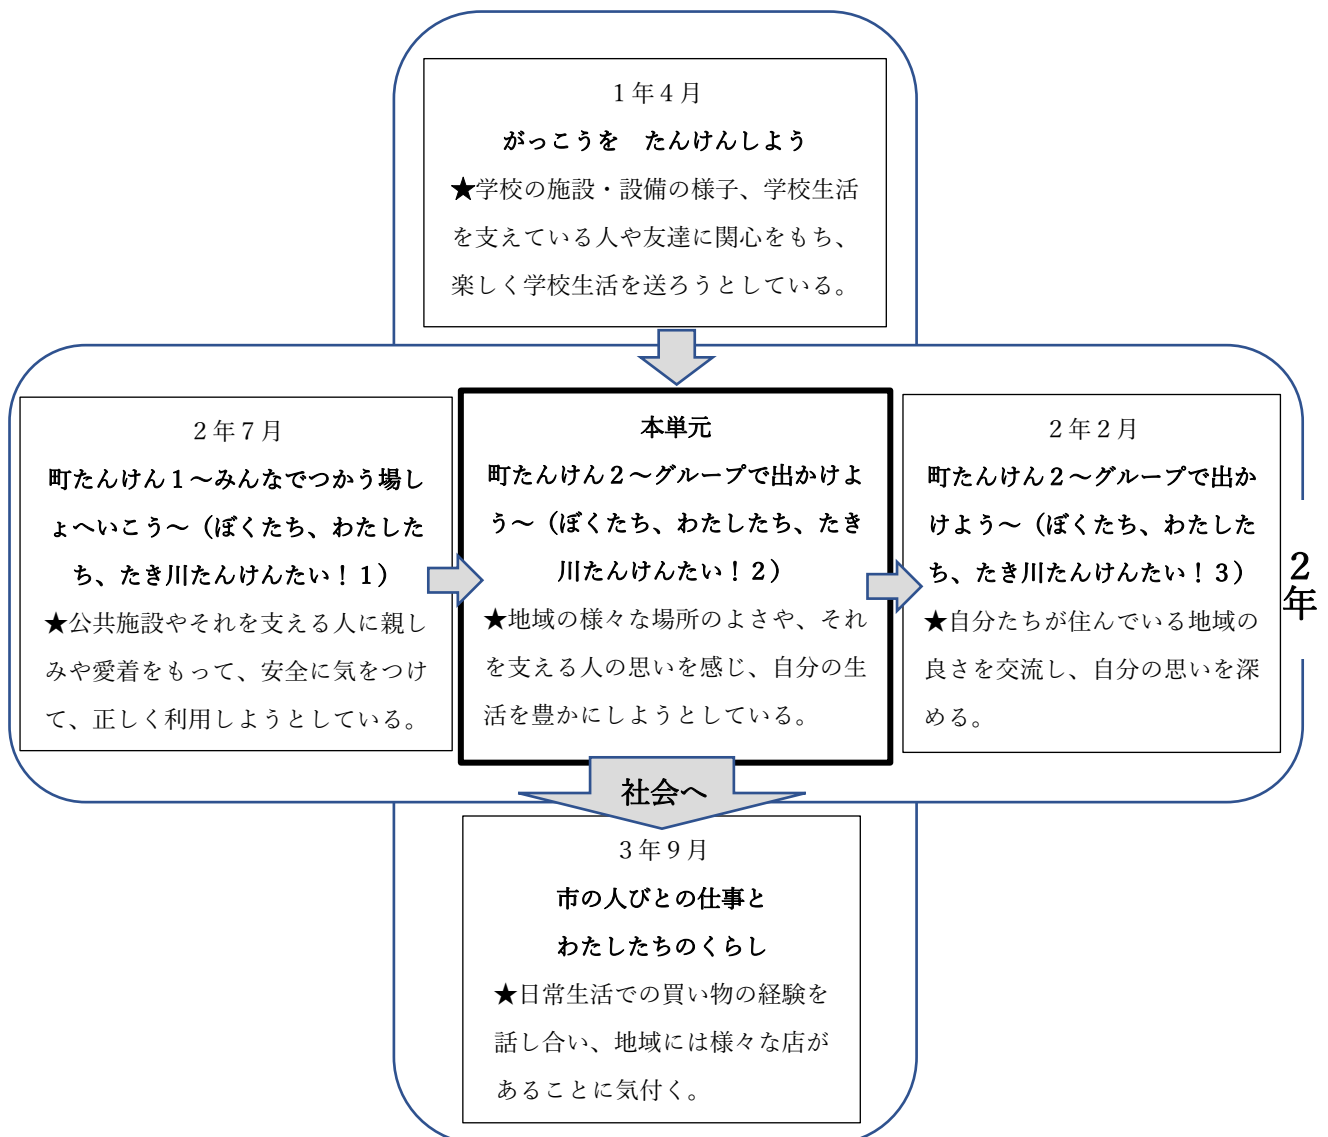 1年4月
がっこうを　たんけんしよう
★学校の施設・設備の様子、学校生活
を支えている人や友達に関心をもち、
楽しく学校生活を送ろうとしている。
2年7月
町たんけん１～みんなでつかう場し
ょへいこう～（ぼくたち、わたした
ち、たき川たんけんたい！１）
★公共施設やそれを支える人に親し
みや愛着をもって、安全に気をつけ
て、正しく利用しようとしている。
本単元
町たんけん２～グループで出かけよ
う～（ぼくたち、わたしたち、たき
川たんけんたい！２）
★地域の様々な場所のよさや、それ
を支える人の思いを感じ、自分の生
活を豊かにしようとしている。
2年2月
町たんけん２～グループで出か
けよう～（ぼくたち、わたした
ち、たき川たんけんたい！３）
★自分たちが住んでいる地域の
良さを交流し、自分の思いを深
める。
2年
社会へ
3年9月
市の人びとの仕事と
わたしたちのくらし
★日常生活での買い物の経験を
話し合い、地域には様々な店が
あることに気付く。